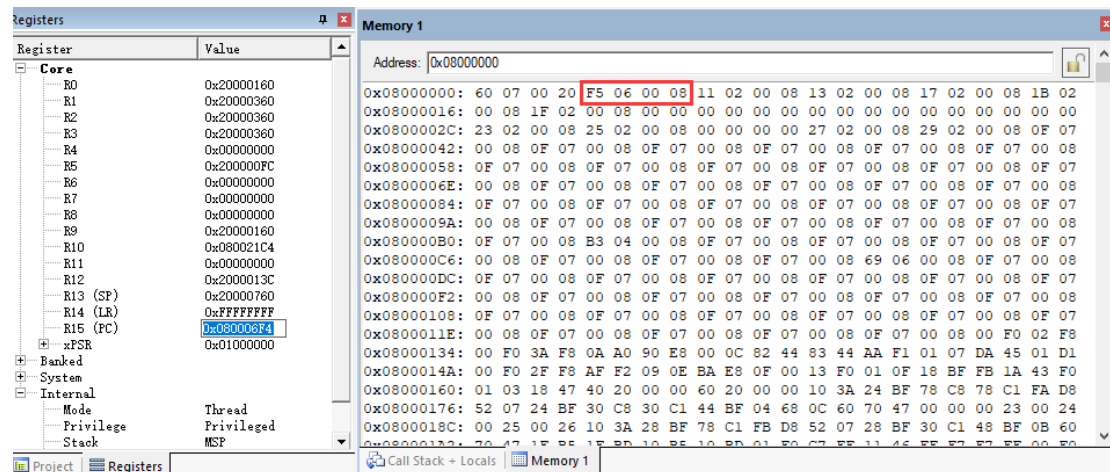 Registers
Register Value
Core
R0 0x20000160
R1 0x20000360
R2 0x20000360
R3 0x20000360
R4 0x00000000
R5 0x200000FC
R6 0x00000000
R7 0x00000000
R8 0x00000000
R9 0x20000160
R10 0x080021C4
R11 0x00000000
R12 0x2000013C
R13 (SP) 0x20000760
R14 (LR) 0xFFFFFFFF
R15 (PC) 0x080006F4
xPSR 0x01000000
Banked
System
Internal
Mode Thread
Privilege Privileged
Stack MSP
Project Registers
Memory 1
Address: 0x08000000
0x08000000: 60 07 00 20 F5 06 00 08 11 02 00 08 13 02 00 08 17 02 00 08 1B 02
0x08000016: 00 08 1F 02 00 08 00 00 00 00 00 00 00 00 00 00 00 00 00 00 00 00
0x0800002C: 23 02 00 08 25 02 00 08 00 00 00 00 27 02 00 08 29 02 00 08 0F 07
0x08000042: 00 08 0F 07 00 08 0F 07 00 08 0F 07 00 08 0F 07 00 08 0F 07 00 08
0x08000058: 0F 07 00 08 0F 07 00 08 0F 07 00 08 0F 07 00 08 0F 07 00 08 0F 07
0x0800006E: 00 08 0F 07 00 08 0F 07 00 08 0F 07 00 08 0F 07 00 08 0F 07 00 08
0x08000084: 0F 07 00 08 0F 07 00 08 0F 07 00 08 0F 07 00 08 0F 07 00 08 0F 07
0x0800009A: 00 08 0F 07 00 08 0F 07 00 08 0F 07 00 08 0F 07 00 08 0F 07 00 08
0x080000B0: 0F 07 00 08 B3 04 00 08 0F 07 00 08 0F 07 00 08 0F 07 00 08 0F 07
0x080000C6: 00 08 0F 07 00 08 0F 07 00 08 0F 07 00 08 69 06 00 08 0F 07 00 08
0x080000DC: 0F 07 00 08 0F 07 00 08 0F 07 00 08 0F 07 00 08 0F 07 00 08 0F 07
0x080000F2: 00 08 0F 07 00 08 0F 07 00 08 0F 07 00 08 0F 07 00 08 0F 07 00 08
0x08000108: 0F 07 00 08 0F 07 00 08 0F 07 00 08 0F 07 00 08 0F 07 00 08 0F 07
0x0800011E: 00 08 0F 07 00 08 0F 07 00 08 0F 07 00 08 0F 07 00 08 00 F0 02 F8
0x08000134: 00 F0 3A F8 0A A0 90 E8 00 0C 82 44 83 44 AA F1 01 07 DA 45 01 D1
0x0800014A: 00 F0 2F F8 AF F2 09 0E BA E8 0F 00 13 F0 01 0F 18 BF FB 1A 43 F0
0x08000160: 01 03 18 47 40 20 00 00 60 20 00 00 10 3A 24 BF 78 C8 78 C1 FA D8
0x08000176: 52 07 24 BF 30 C8 30 C1 44 BF 04 68 0C 60 70 47 00 00 00 23 00 24
0x0800018C: 00 25 00 26 10 3A 28 BF 78 C1 FB D8 52 07 28 BF 30 C1 48 BF 0B 60
Call Stack + Locals Memory 1